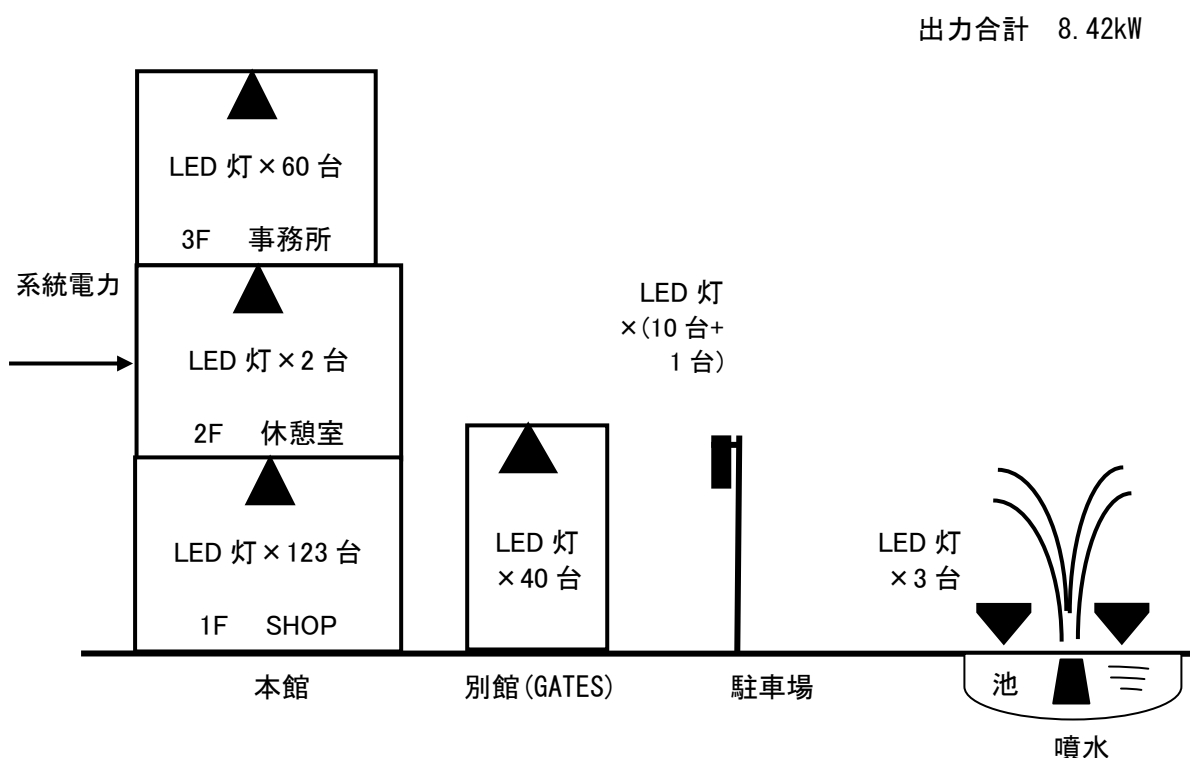 出力合計 8.42kW
LED 灯×60 台
3F 事務所
系統電力
LED 灯×2 台
2F 休憩室
LED 灯×123 台
1F SHOP
本館
LED 灯
×40 台
別館(GATES)
LED 灯
×(10 台+
1 台)
駐車場
LED 灯
×3 台
池
噴水